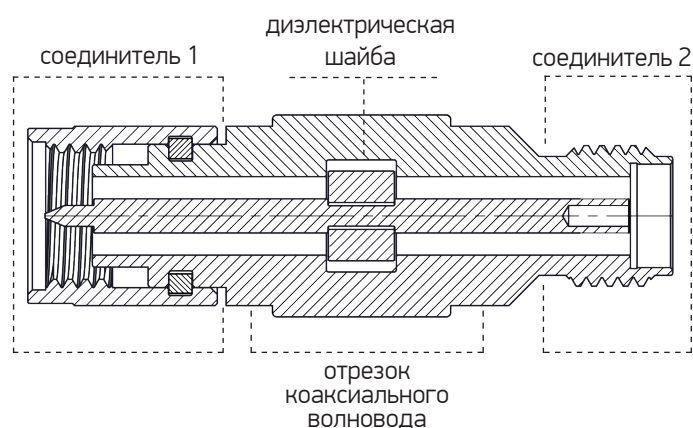 диэлектрическая
шайба
соединитель 1
соединитель 2
отрезок
коаксиального
волновода